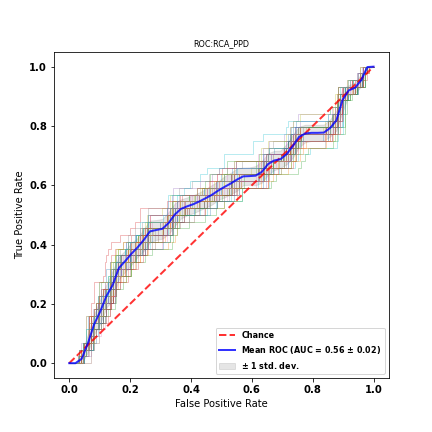 ROC:RCA_PPD
True Positive Rate
1.0
0.8
0.6
0.4
0.2
0.0
Chance
Mean ROC (AUC = 0.56 ± 0.02)
± 1 std. dev.
0.0 0.2 0.4 0.6 0.8 1.0
False Positive Rate